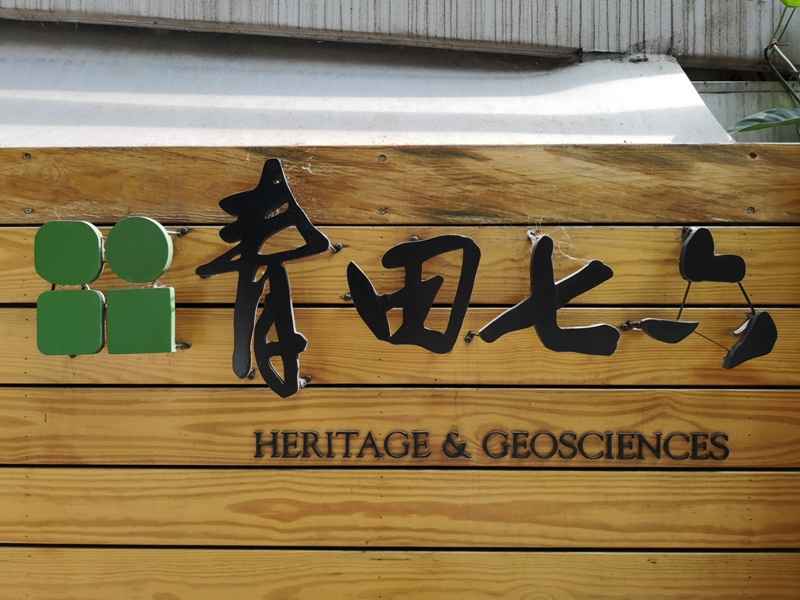 青田七六
HERITAGE & GEOSCIENCES